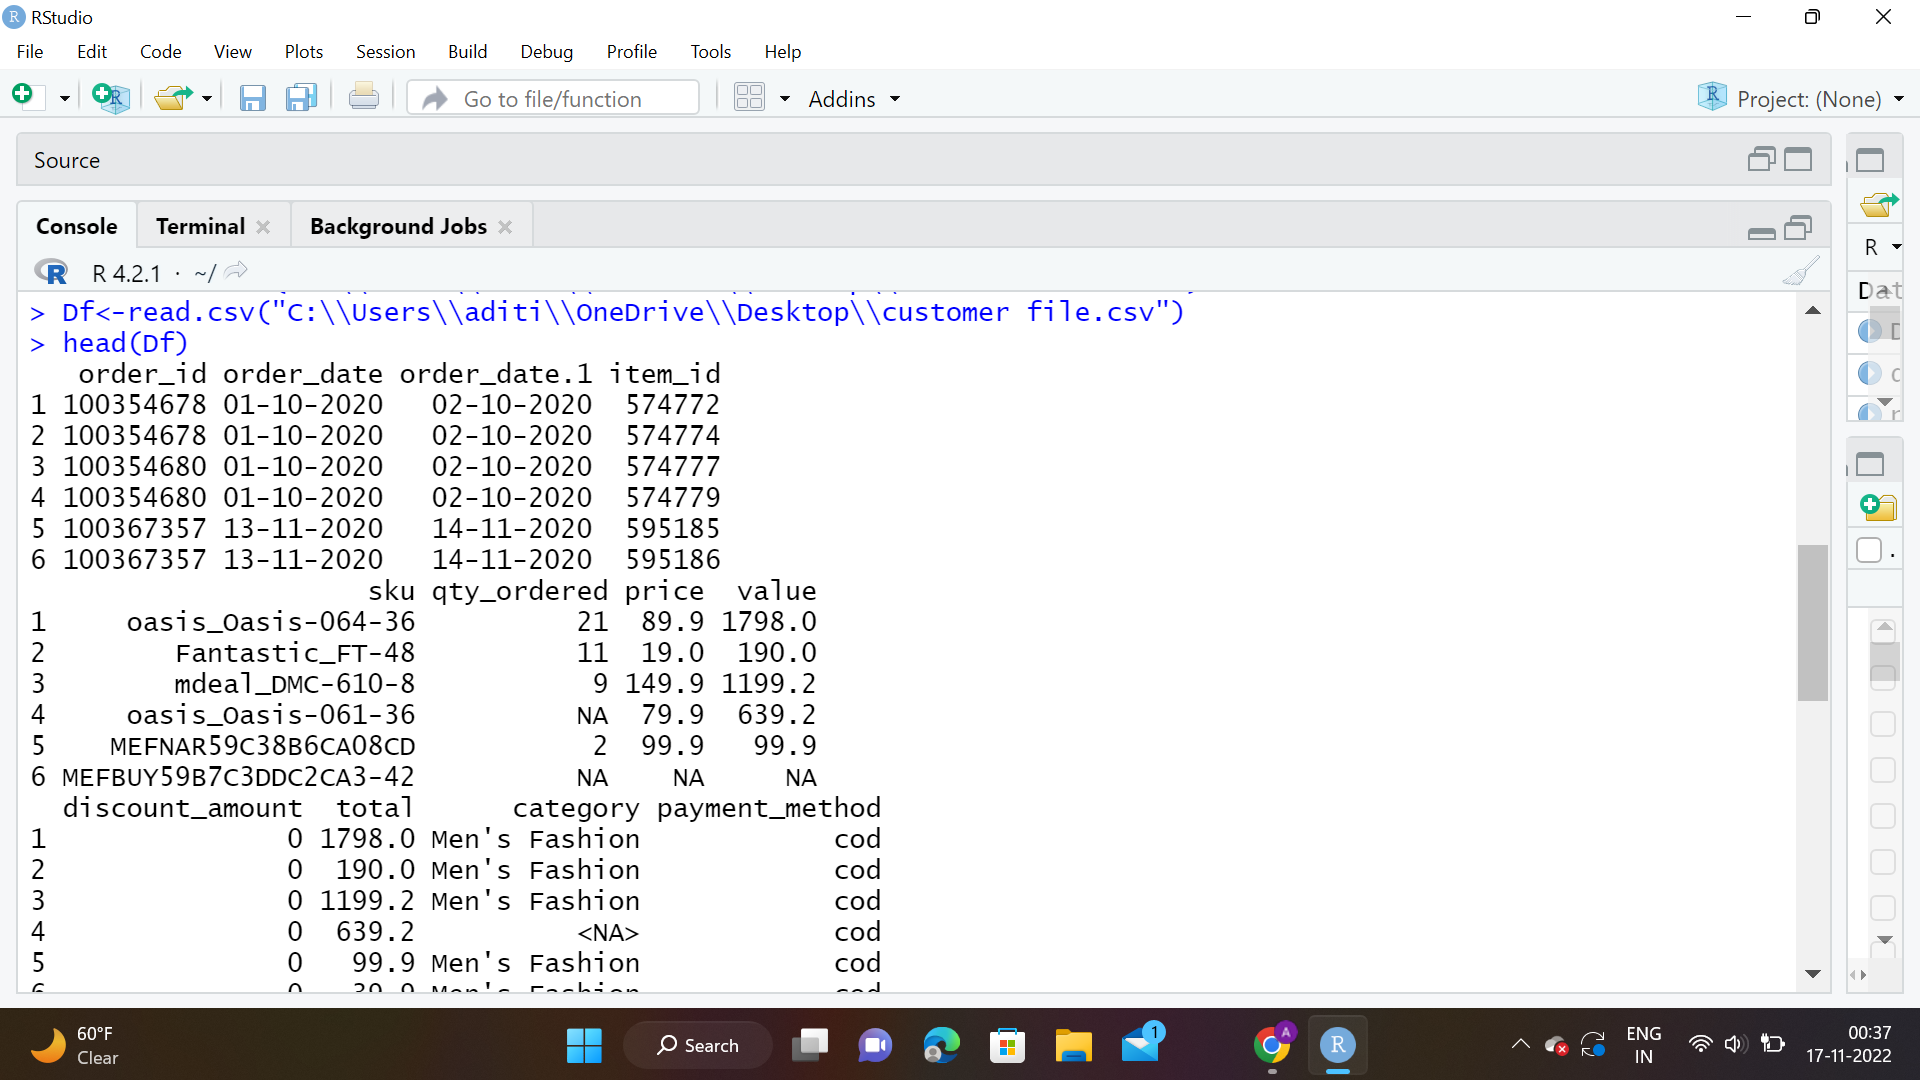 RStudio
File Edit Code View Plots Session Build Debug Profile Tools Help
Go to file/function Addins Project: (None)
Source
Console Terminal Background Jobs
R 4.2.1 · ~/
R
> Df<-read.csv("C:\\Users\\aditi\\OneDrive\\Desktop\\customer file.csv")
> head(Df)
order_id order_date order_date.1 item_id
1 100354678 01-10-2020 02-10-2020 574772
2 100354678 01-10-2020 02-10-2020 574774
3 100354680 01-10-2020 02-10-2020 574777
4 100354680 01-10-2020 02-10-2020 574779
5 100367357 13-11-2020 14-11-2020 595185
6 100367357 13-11-2020 14-11-2020 595186
sku qty_ordered price value
1 oasis_Oasis-064-36 21 89.9 1798.0
2 Fantastic_FT-48 11 19.0 190.0
3 mdeal_DMC-610-8 9 149.9 1199.2
4 oasis_Oasis-061-36 NA 79.9 639.2
5 MEFNAR59C38B6CA08CD 2 99.9 99.9
6 MEFBUY59B7C3DDC2CA3-42 NA NA NA
discount_amount total category payment_method
1 0 1798.0 Men's Fashion cod
2 0 190.0 Men's Fashion cod
3 0 1199.2 Men's Fashion cod
4 0 639.2 <NA> cod
5 0 99.9 Men's Fashion cod
60°F
Clear
Search
1
A
R
ENG
IN
00:37
17-11-2022